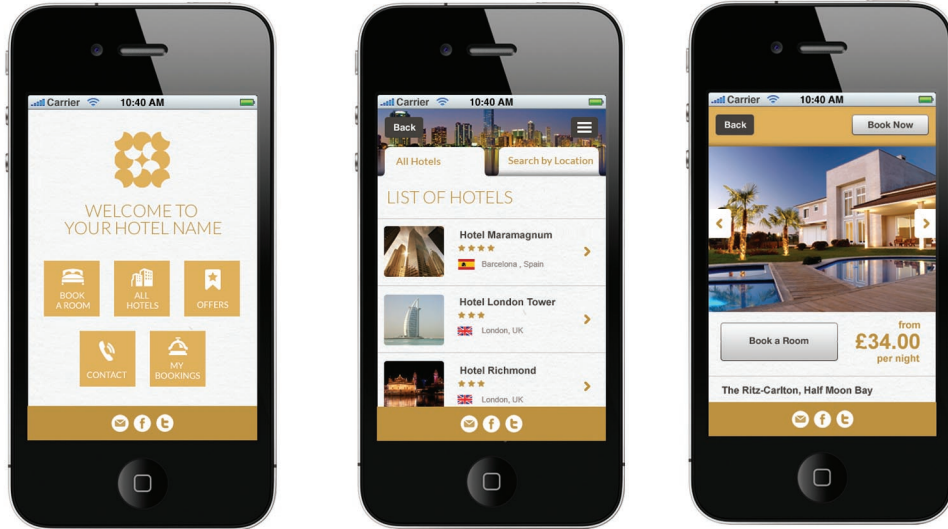 Carrier 10:40 AM
WELCOME TO
YOUR HOTEL NAME
BOOK
A ROOM
ALL
HOTELS
OFFERS
CONTACT
MY
BOOKINGS
Carrier 10:40 AM
Back
All Hotels Search by Location
LIST OF HOTELS
Hotel Maramagnum
Barcelona , Spain
Hotel London Tower
London, UK
Hotel Richmond
London, UK
Carrier 10:40 AM
Back Book Now
Book a Room
from
£34.00
per night
The Ritz-Carlton, Half Moon Bay